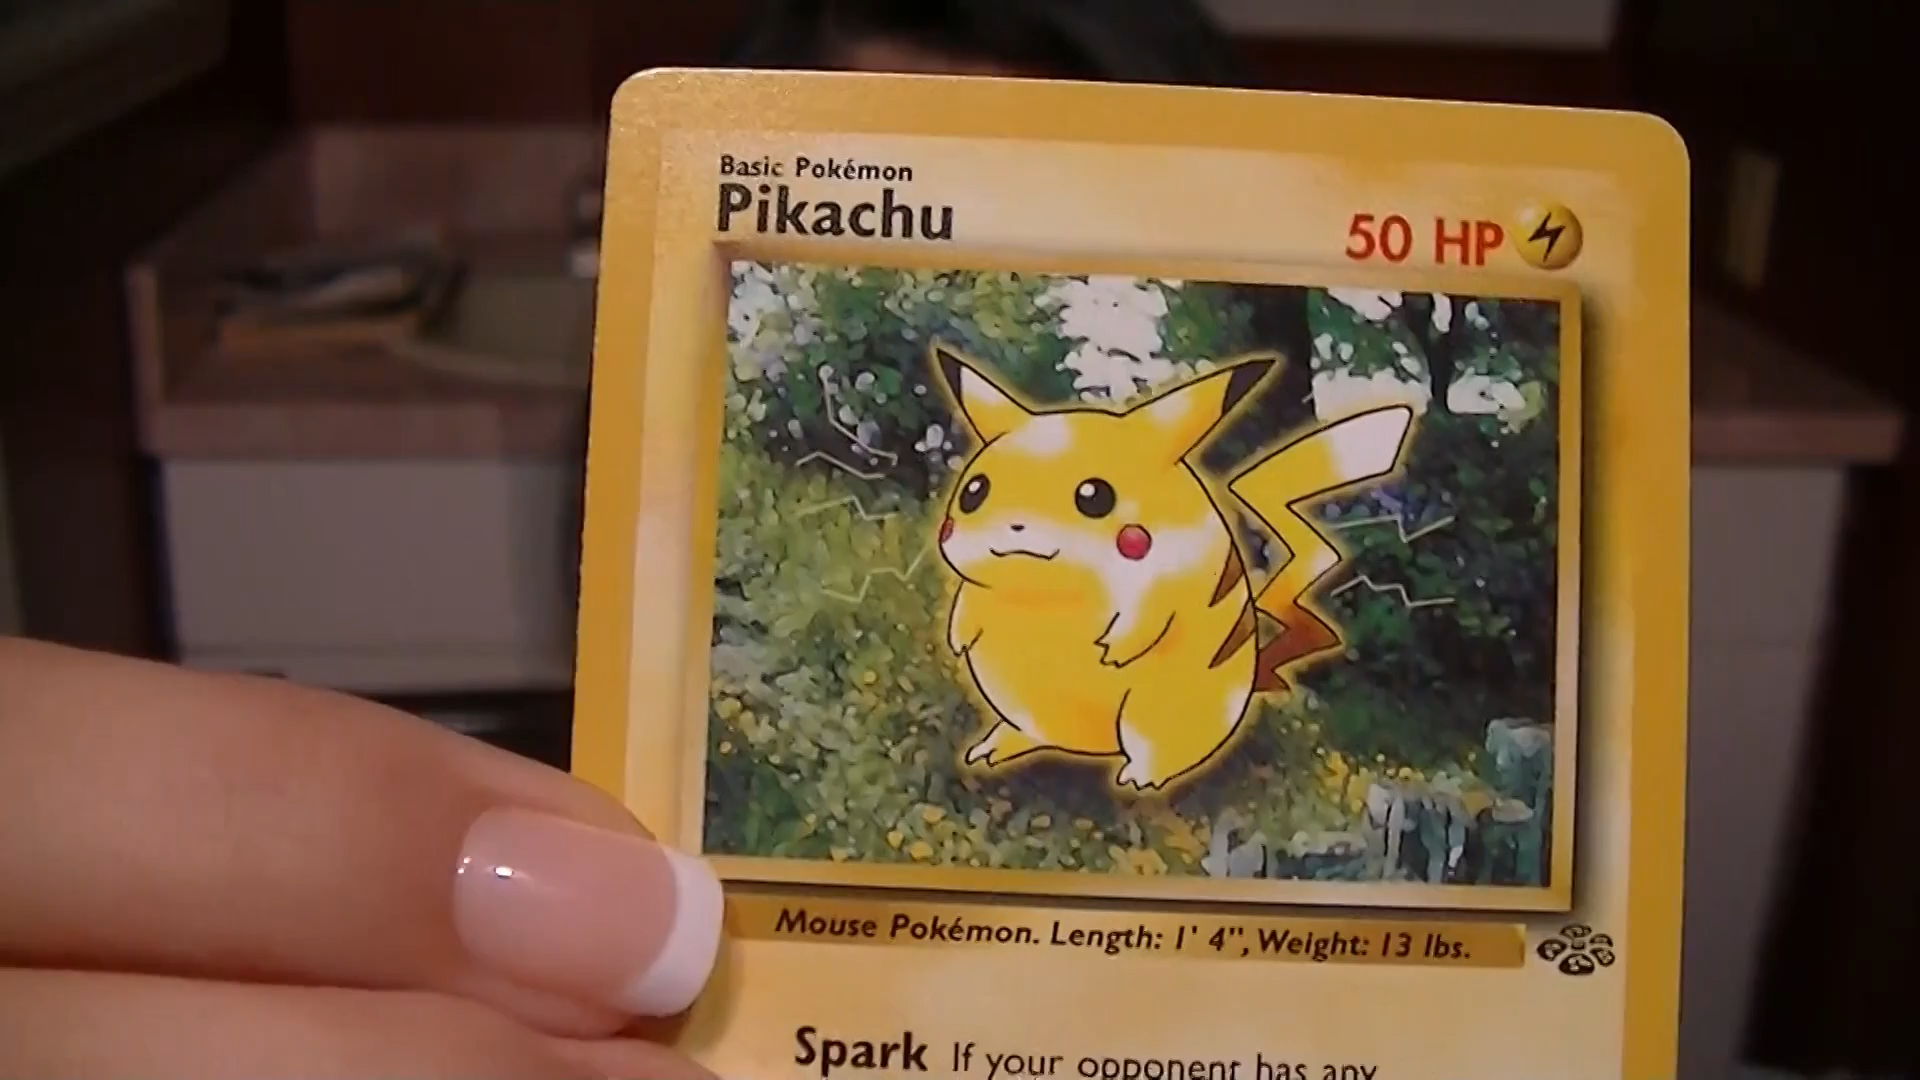 Basic Pokémon
Pikachu
50 HP
Mouse Pokémon. Length: 1' 4", Weight: 13 lbs.
Spark If your opponent has any